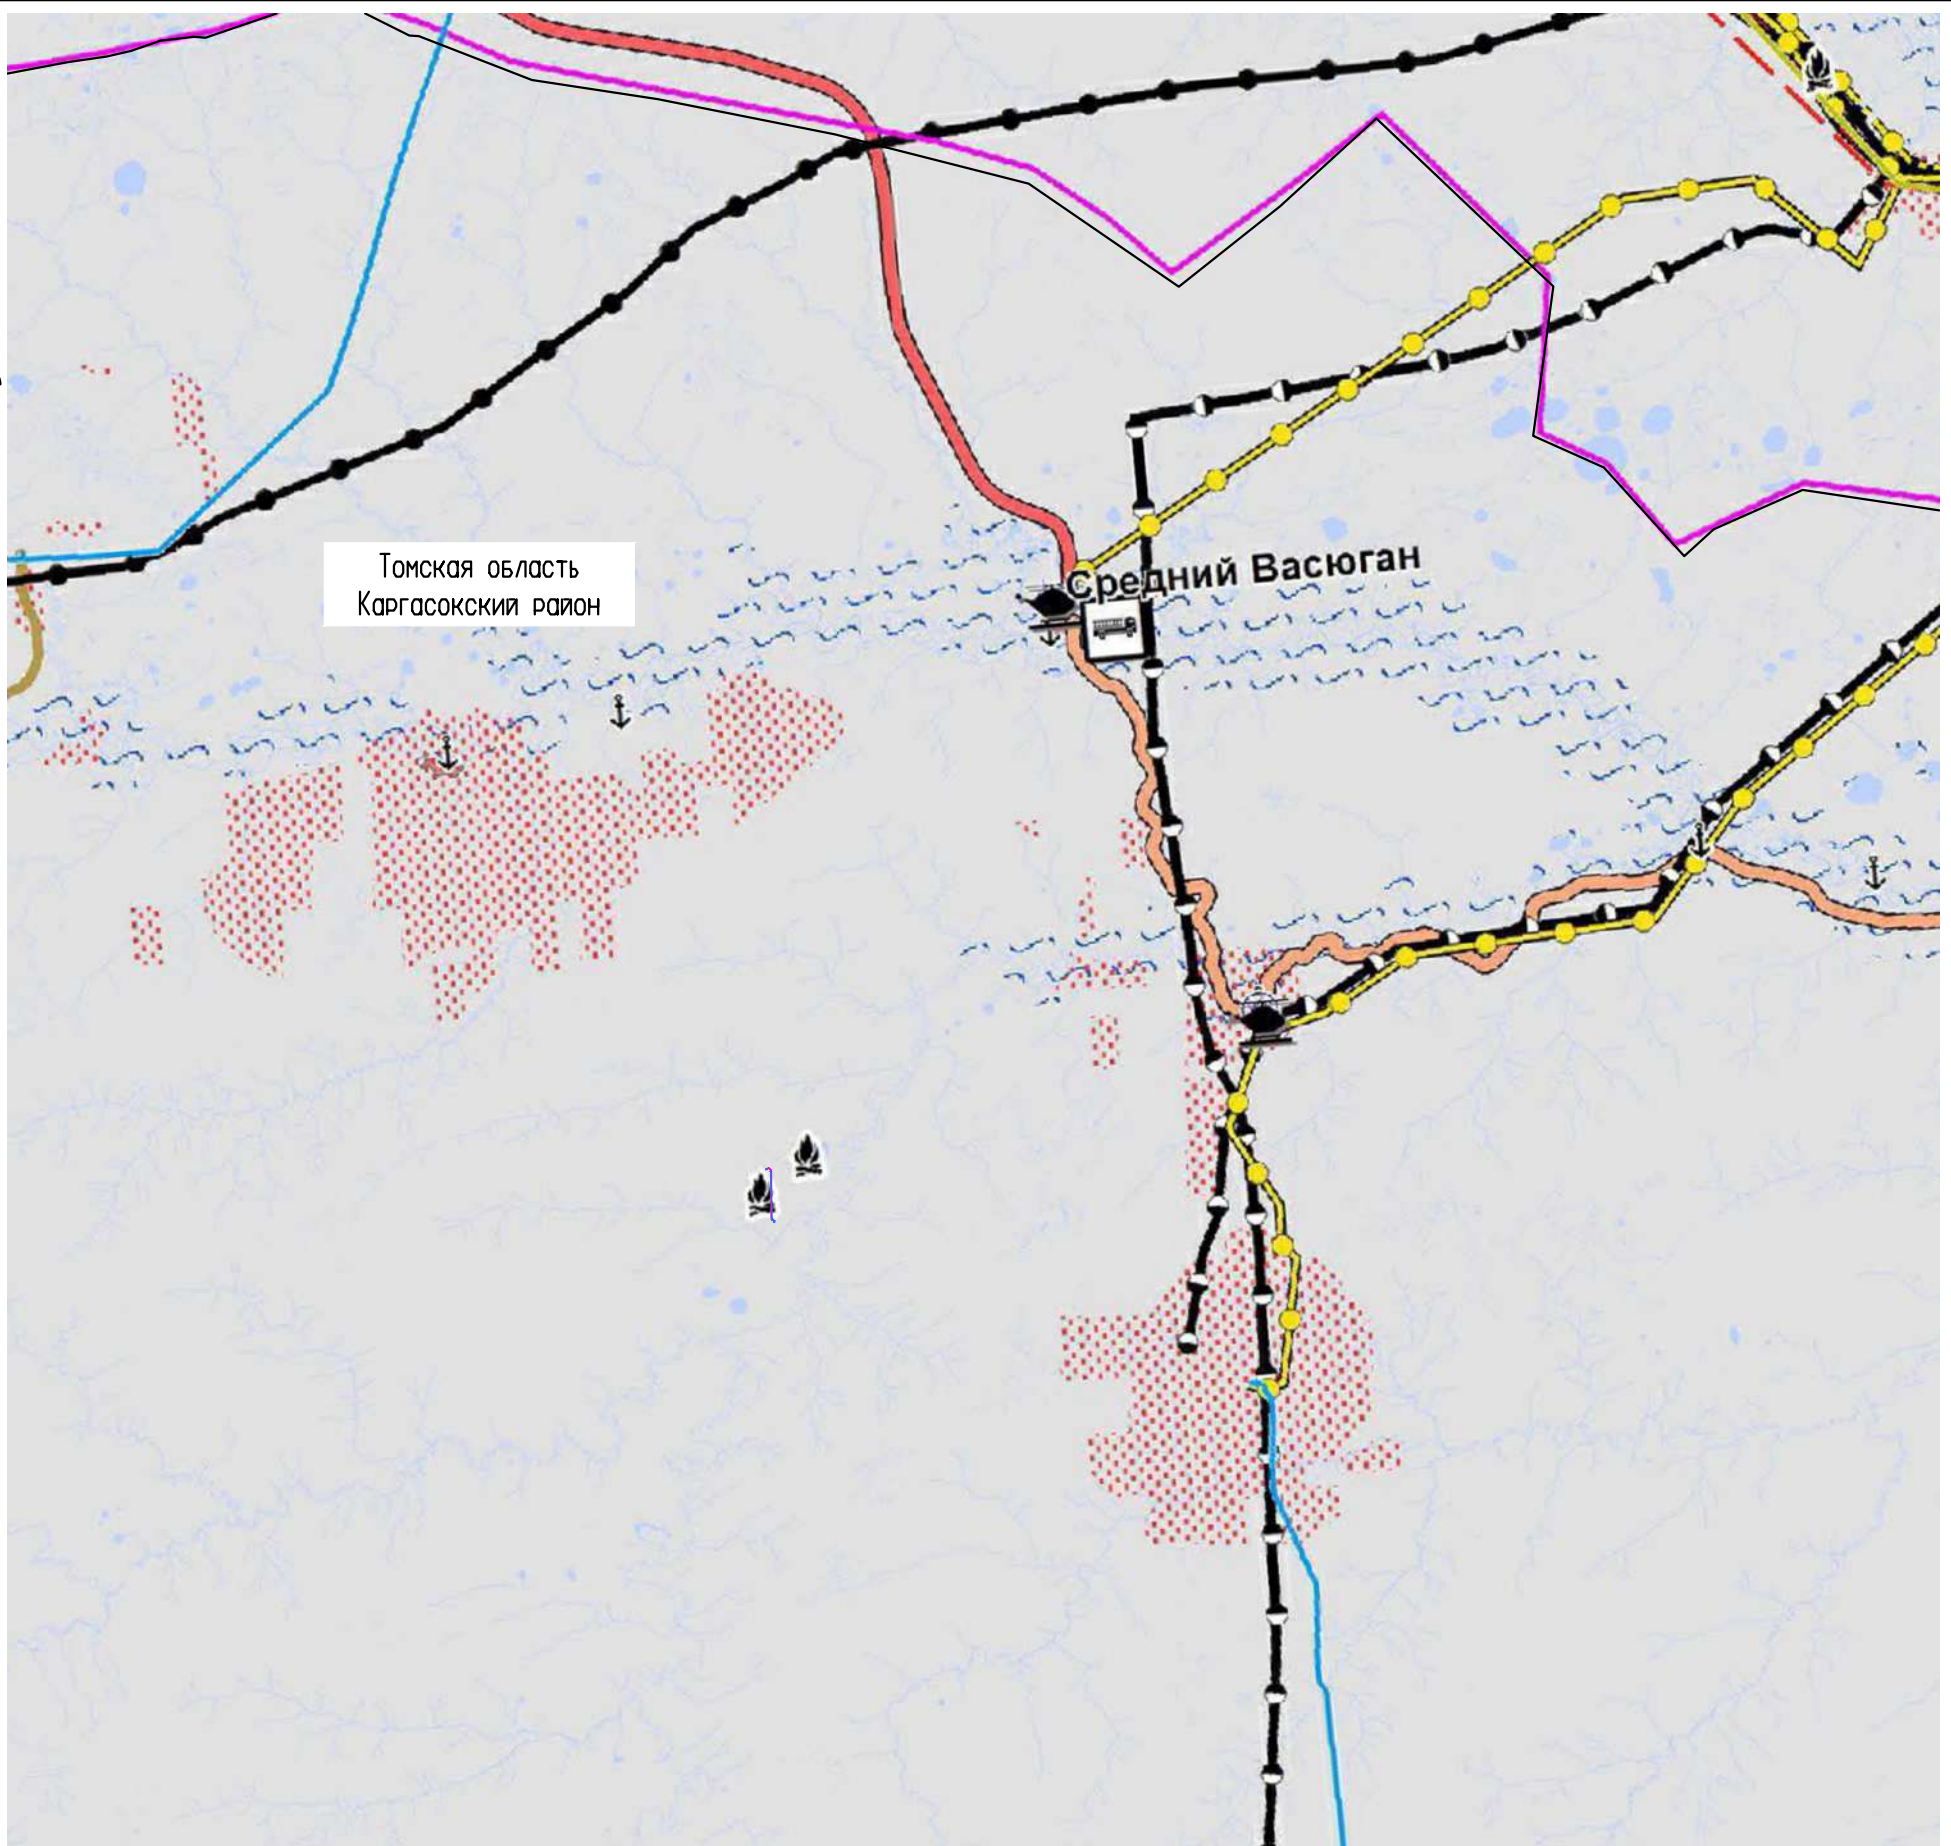 Томская область
Каргасокский район
Средний Васюган